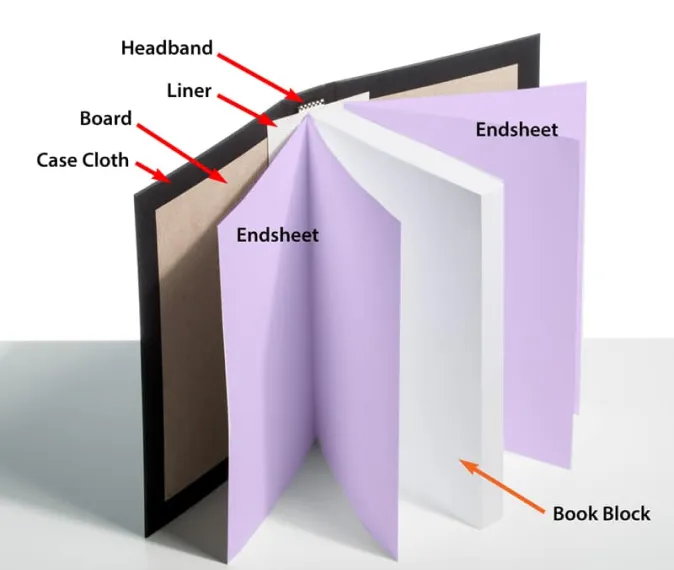 Headband
Liner
Board
Case Cloth
Endsheet
Endsheet
Book Block